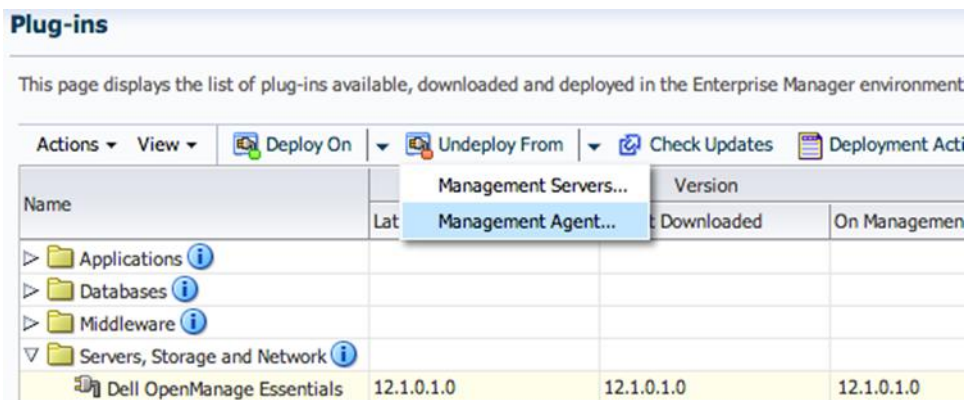 Plug-ins
This page displays the list of plug-ins available, downloaded and deployed in the Enterprise Manager environment
Actions View Deploy On Undeploy From Check Updates Deployment Acti
Management Servers... Version
Name
Lat Management Agent... Downloaded On Managemen
Applications
Databases
Middleware
Servers, Storage and Network
Dell OpenManage Essentials 12.1.0.1.0 12.1.0.1.0 12.1.0.1.0